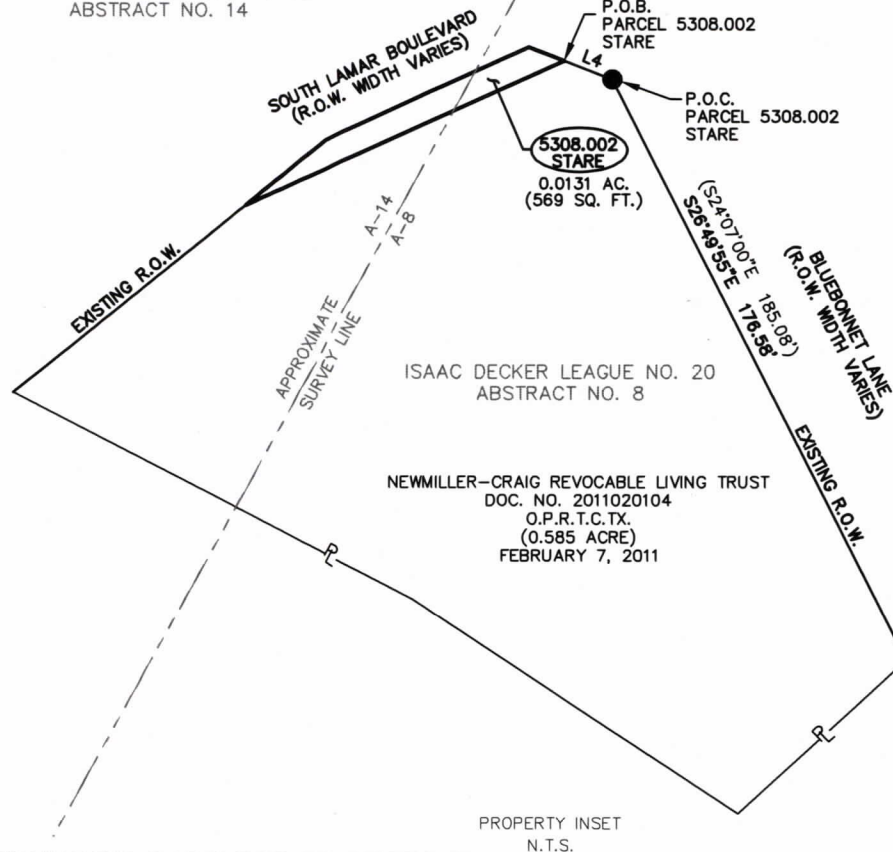 ABSTRACT NO. 14
P.O.B.
PARCEL 5308.002
STARE
SOUTH LAMAR BOULEVARD
(R.O.W. WIDTH VARIES)
L4
P.O.C.
PARCEL 5308.002
STARE
5308.002
STARE
0.0131 AC.
(569 SQ. FT.)
A-14
A-8
(S24°07'00"E 185.08')
S26°49'55"E 176.58'
BLUEBONNET LANE
(R.O.W. WIDTH VARIES)
EXISTING R.O.W.
APPROXIMATE
SURVEY LINE
ISAAC DECKER LEAGUE NO. 20
ABSTRACT NO. 8
NEWMILLER-CRAIG REVOCABLE LIVING TRUST
DOC. NO. 2011020104
O.P.R.T.C.TX.
(0.585 ACRE)
FEBRUARY 7, 2011
EXISTING R.O.W.
PL
PL
PROPERTY INSET
N.T.S.